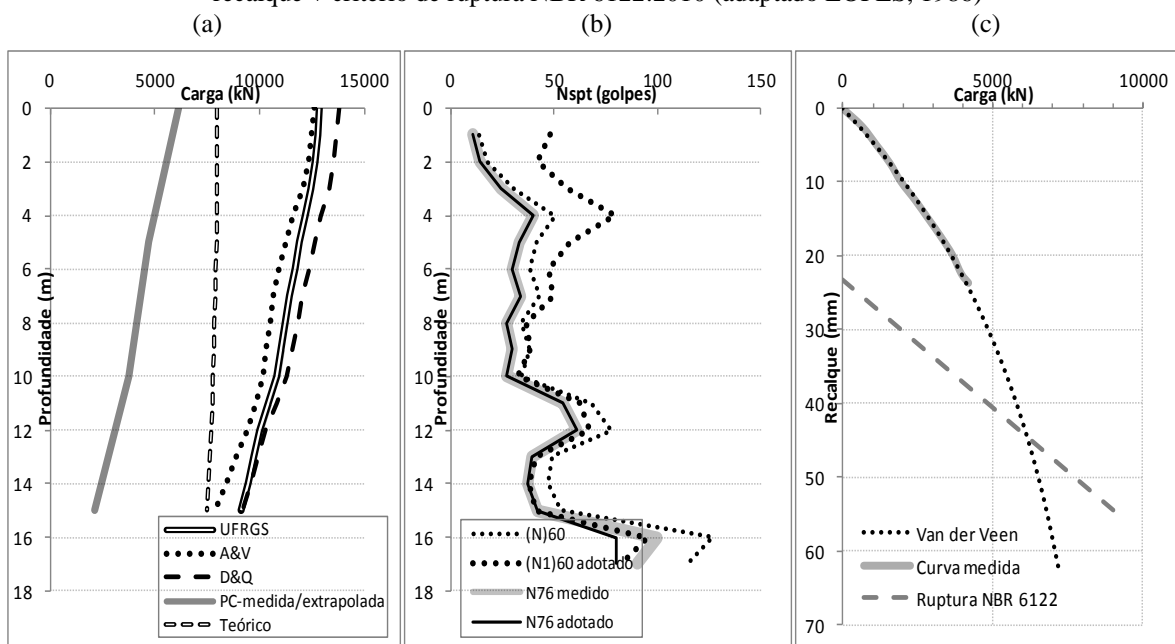 recalque + critério de ruptura NBR 6122:2010 (adaptado LOPES, 1986)
(a) (b) (c)
0 5000 10000 15000
Carga (kN)
Profundidade (m)
0
2
4
6
8
10
12
14
16
18
UFRGS
A&V
D&Q
PC-medida/extrapolada
Teórico
0 50 100 150
Nspt (golpes)
Profundidade (m)
0
2
4
6
8
10
12
14
16
18
(N)60
(N1)60 adotado
N76 medido
N76 adotado
0 5000 10000
Carga (kN)
Recalque (mm)
0
10
20
30
40
50
60
70
Van der Veen
Curva medida
Ruptura NBR 6122